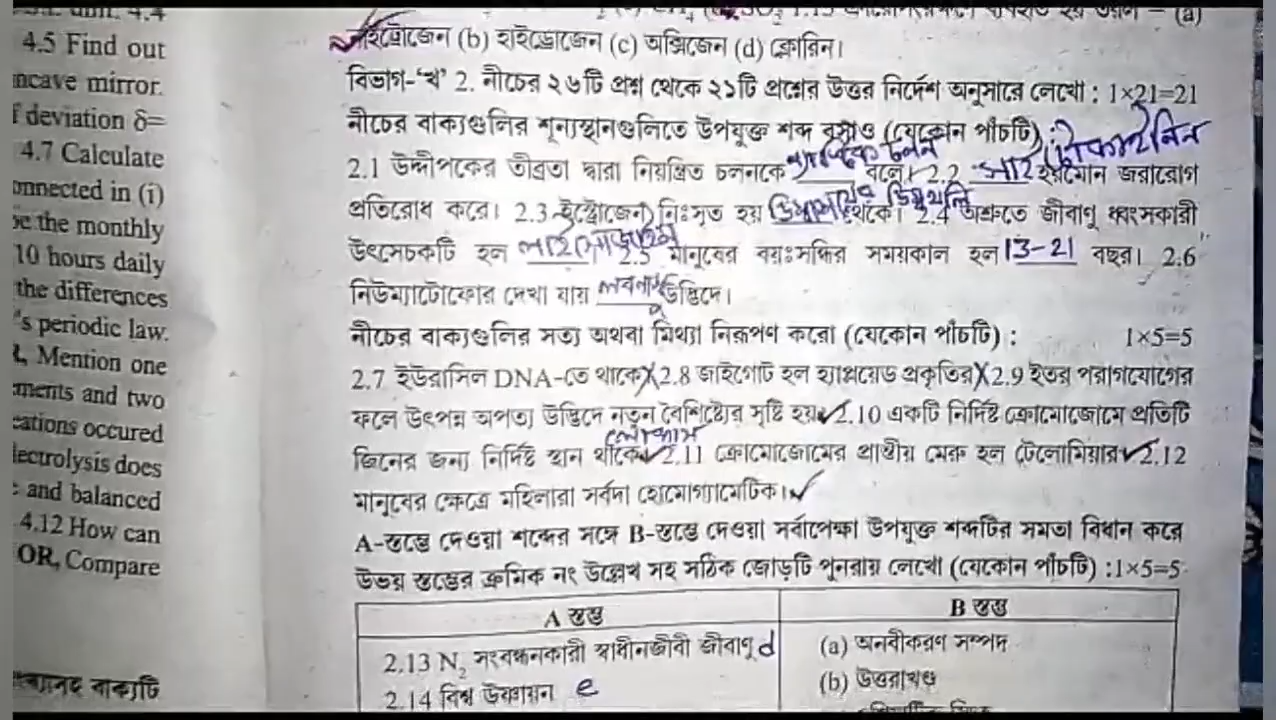 4.5 Find out
ncave mirror.
f deviation δ=
4.7 Calculate
onnected in (i)
be the monthly
10 hours daily
the differences
's periodic law.
R, Mention one
ments and two
cations occured
lectrolysis does
and balanced
4.12 How can
OR, Compare
বাক্যটি
(b) হাইড্রোজেন (c) অক্সিজেন (d) ক্লোরিন।
বিভাগ-‘খ’ 2. নীচের ২৬টি প্রশ্ন থেকে ২১টি প্রশ্নের উত্তর নির্দেশ অনুসারে লেখো : 1×21=21
নীচের বাক্যগুলির শূন্যস্থানগুলিতে উপযুক্ত শব্দ বসাও (যেকোন পাঁচটি) :
2.1 উদ্দীপকের তীব্রতা দ্বারা নিয়ন্ত্রিত চলনকে ন্যাস্টিক চলন বলে। 2.2 সাইটোকাইনিন হরমোন জরারোগ
প্রতিরোধ করে। 2.3 ইস্ট্রোজেন নিঃসৃত হয় থেকে। 2.4 অশ্রুতে জীবাণু ধ্বংসকারী
উৎসেচকটি হল লাইসোজাইম 2.5 মানুষের বয়ঃসন্ধির সময়কাল হল 13-21 বছর। 2.6
নিউম্যাটোফোর দেখা যায় লবনাম্বু উদ্ভিদে।
নীচের বাক্যগুলির সত্য অথবা মিথ্যা নিরূপণ করো (যেকোন পাঁচটি) : 1×5=5
2.7 ইউরাসিল DNA-তে থাকে 2.8 জাইগোট হল হ্যাপ্লয়েড প্রকৃতির 2.9 ইতর পরাগযোগের
ফলে উৎপন্ন অপত্য উদ্ভিদে নতুন বৈশিষ্ট্যের সৃষ্টি হয় 2.10 একটি নির্দিষ্ট ক্রোমোজোমে প্রতিটি
লোকাস
জিনের জন্য নির্দিষ্ট স্থান থাকে 2.11 ক্রোমোজোমের প্রান্তীয় মেরু হল টেলোমিয়ার 2.12
মানুষের ক্ষেত্রে মহিলারা সর্বদা হোমোগ্যামেটিক।
A-স্তম্ভে দেওয়া শব্দের সঙ্গে B-স্তম্ভে দেওয়া সর্বাপেক্ষা উপযুক্ত শব্দটির সমতা বিধান করে
উভয় স্তম্ভের ক্রমিক নং উল্লেখ সহ সঠিক জোড়টি পুনরায় লেখো (যেকোন পাঁচটি) :1×5=5
A স্তম্ভ B স্তম্ভ
2.13 N₂ সংবন্ধনকারী স্বাধীনজীবী জীবাণু d (a) অনবীকরণ সম্পদ
2.14 বিশ্ব উষ্ণায়ন e (b) উত্তরাখণ্ড